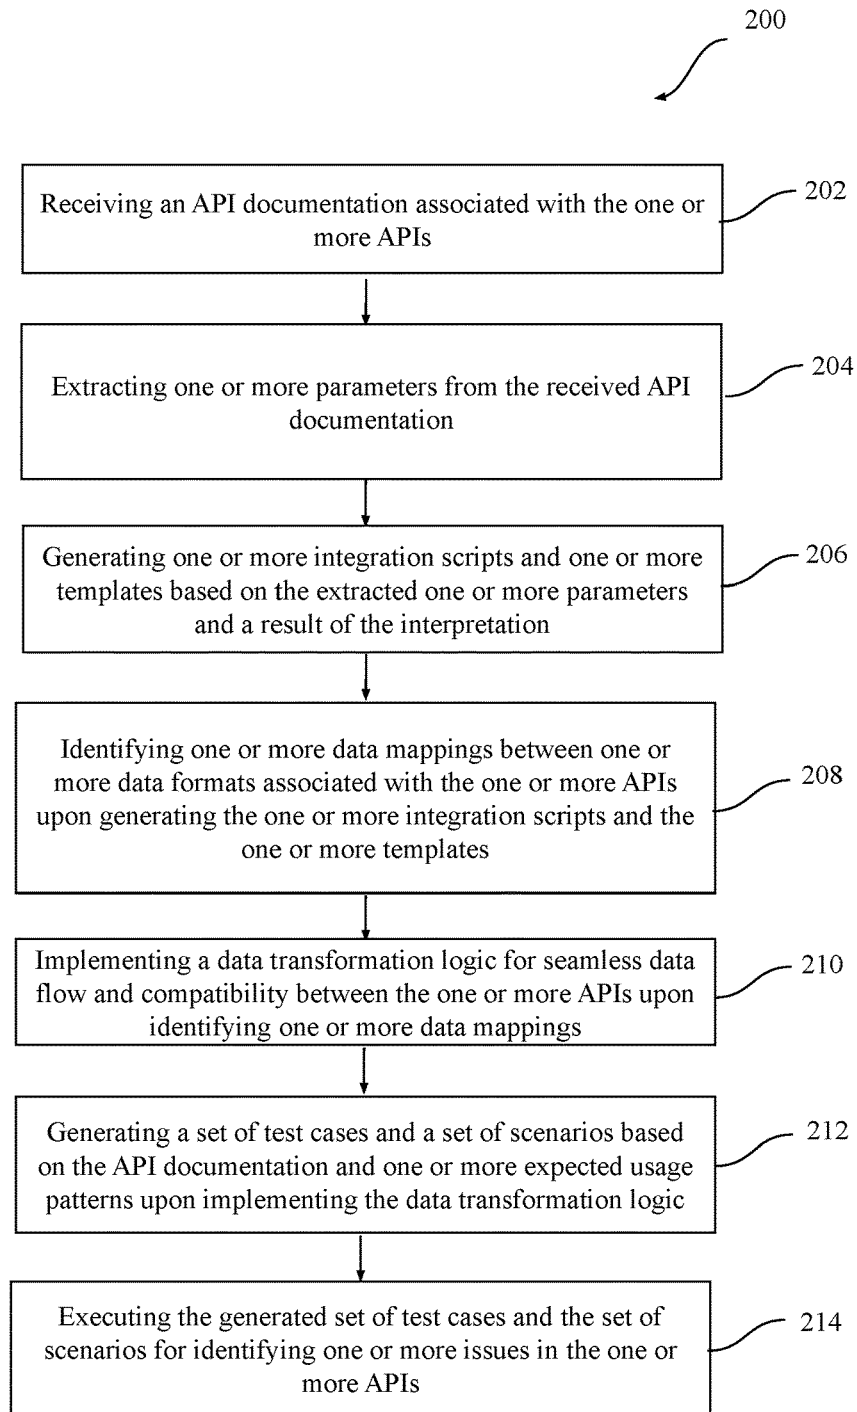 200
Receiving an API documentation associated with the one or
more APIs
202
Extracting one or more parameters from the received API
documentation
204
Generating one or more integration scripts and one or more
templates based on the extracted one or more parameters
and a result of the interpretation
206
Identifying one or more data mappings between one or
more data formats associated with the one or more APIs
upon generating the one or more integration scripts and the
one or more templates
208
Implementing a data transformation logic for seamless data
flow and compatibility between the one or more APIs upon
identifying one or more data mappings
210
Generating a set of test cases and a set of scenarios based
on the API documentation and one or more expected usage
patterns upon implementing the data transformation logic
212
Executing the generated set of test cases and the set of
scenarios for identifying one or more issues in the one or
more APIs
214